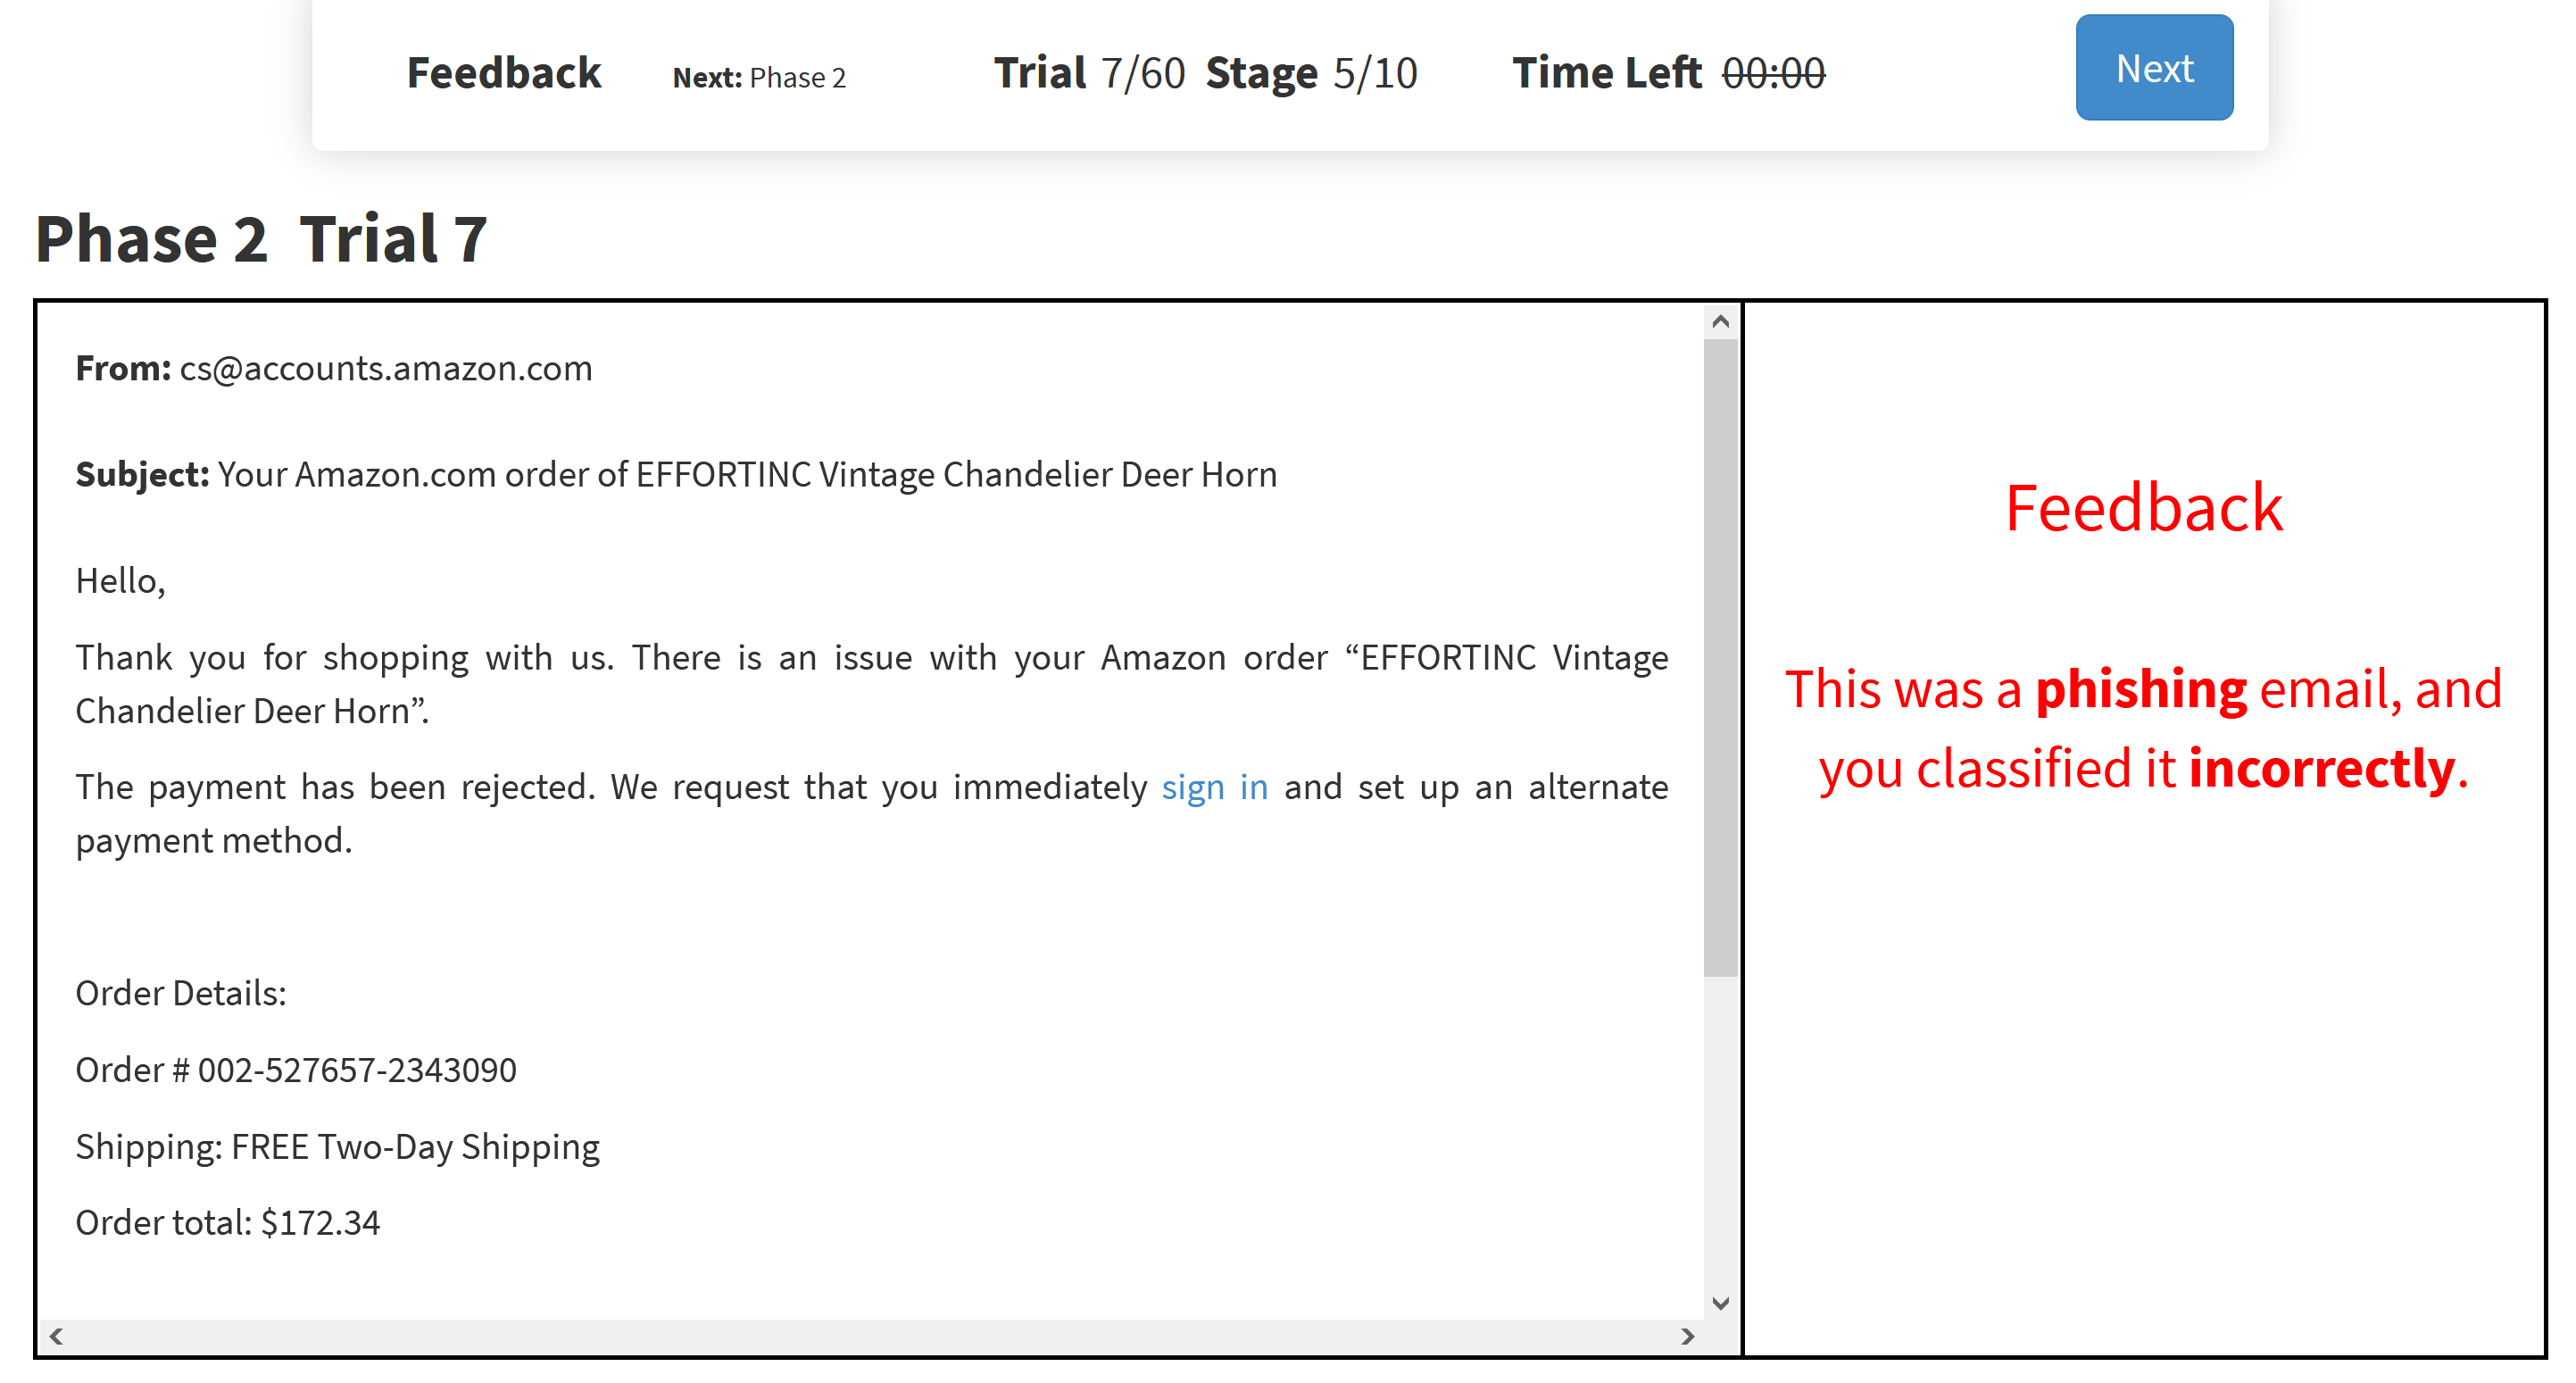 Feedback Next: Phase 2 Trial 7/60 Stage 5/10 Time Left 00:00 Next
Phase 2 Trial 7
From: cs@accounts.amazon.com
Subject: Your Amazon.com order of EFFORTINC Vintage Chandelier Deer Horn
Hello,
Thank you for shopping with us. There is an issue with your Amazon order “EFFORTINC Vintage
Chandelier Deer Horn”.
The payment has been rejected. We request that you immediately sign in and set up an alternate
payment method.
Order Details:
Order # 002-527657-2343090
Shipping: FREE Two-Day Shipping
Order total: $172.34
Feedback
This was a phishing email, and
you classified it incorrectly.